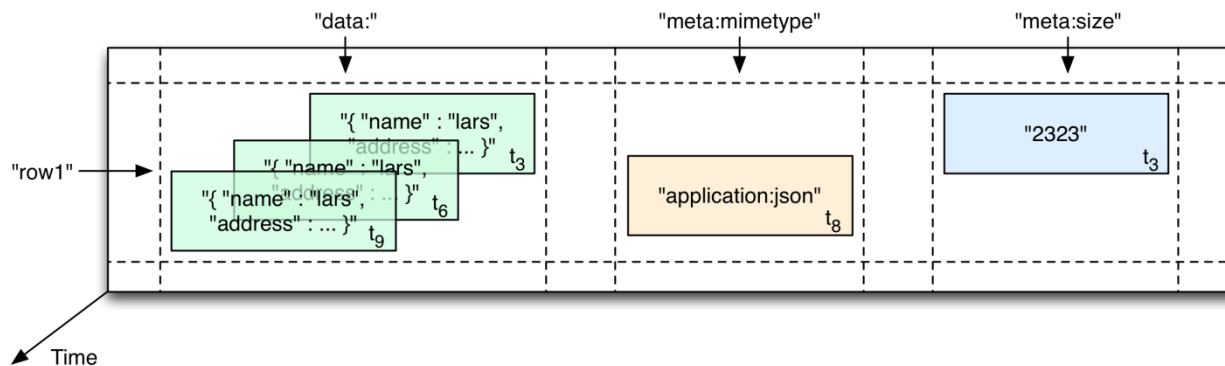 "data:"
"meta:mimetype"
"meta:size"
"row1"
"{ "name" : "lars",
"address" : ... }"
t3
"{ "name" : "lars",
"address" : ... }"
t6
"{ "name" : "lars",
"address" : ... }"
t9
"application:json"
t8
"2323"
t3
Time